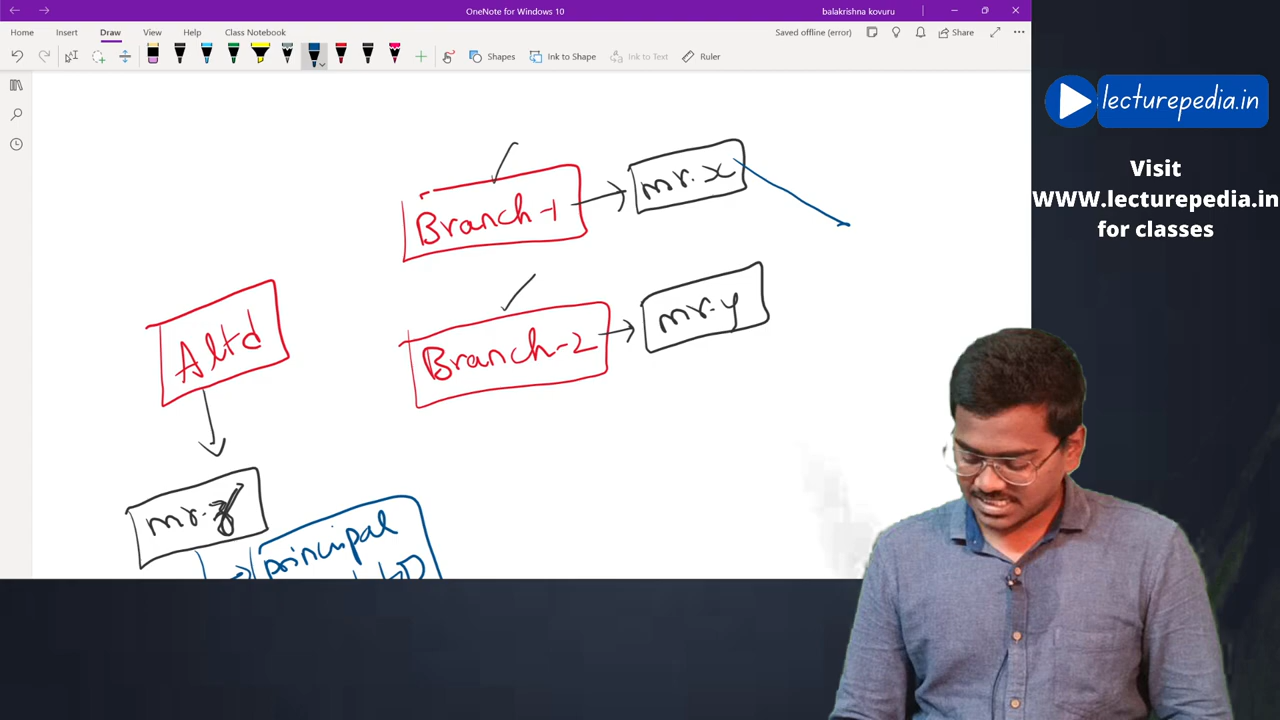 OneNote for Windows 10
balakrishna kovuru
Home Insert Draw View Help Class Notebook
Saved offline (error)
Share
Shapes
Ink to Shape
Ink to Text
Ruler
lecturepedia.in
Visit
WWW.lecturepedia.in
for classes
Branch-1
mr.x
Branch-2
mr.y
A ltd
mr.z
principal